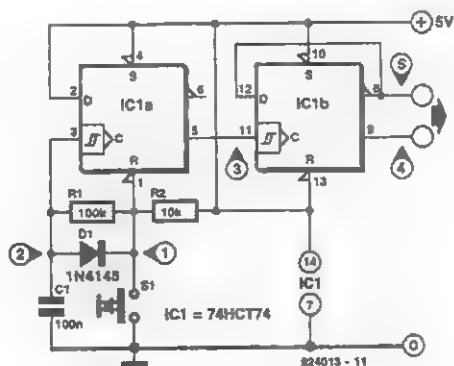 + 5V
4
10
2 D S 6
12 D S 8 5
IC1a
IC1b
3 C 5
11 C 9
R
R
3
4
1
13
R1
R2
100k
10k
14
D1
2
1
IC1
1N4148
S1
7
C1
IC1 = 74HCT74
100n
0
924013 - 11